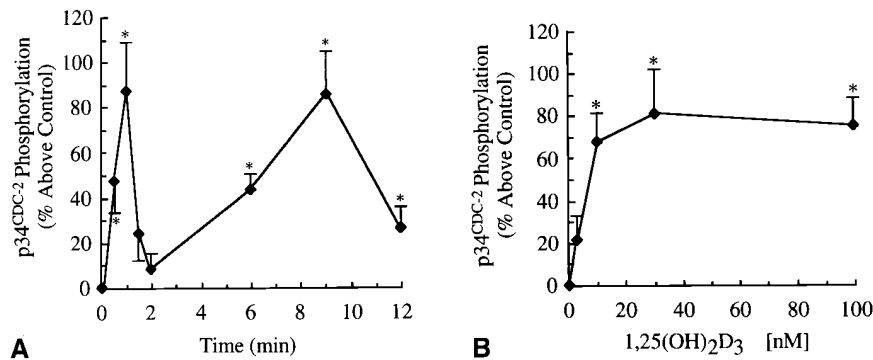 p34CDC-2 Phosphorylation
(% Above Control)
120
100
80
60
40
20
0
*
*
*
*
*
0 2 4 6 8 10 12
Time (min)
A
p34CDC-2 Phosphorylation
(% Above Control)
120
100
80
60
40
20
0
*
*
*
0 20 40 60 80 100
1,25(OH)2D3 [nM]
B